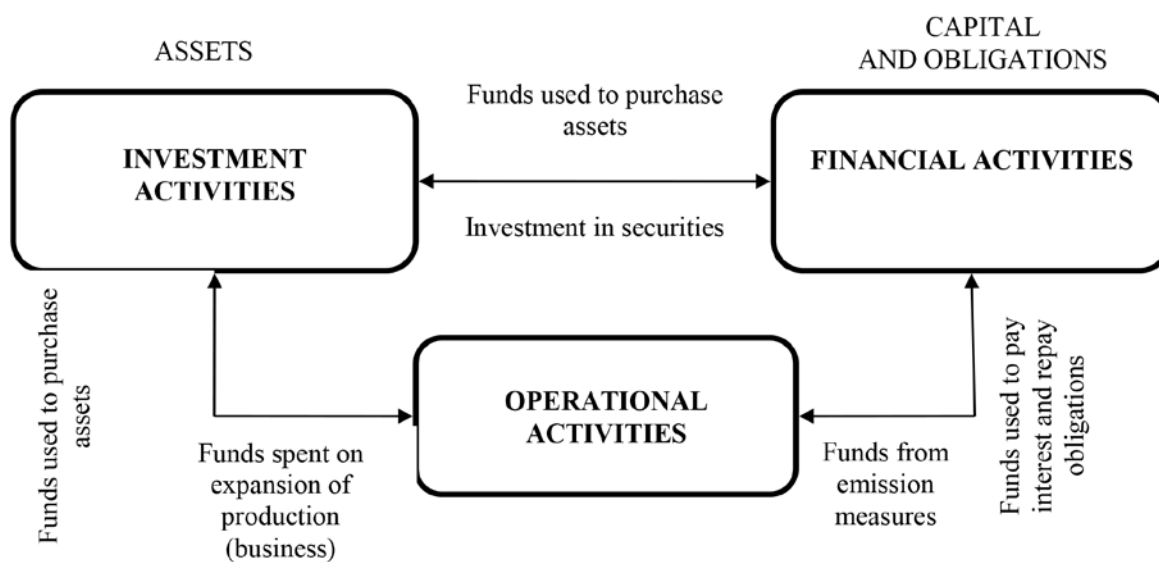 ASSETS
CAPITAL
AND OBLIGATIONS
INVESTMENT
ACTIVITIES
Funds used to purchase
assets
Investment in securities
FINANCIAL ACTIVITIES
Funds used to purchase
assets
Funds spent on
expansion of
production
(business)
OPERATIONAL
ACTIVITIES
Funds from
emission
measures
Funds used to pay
interest and repay
obligations